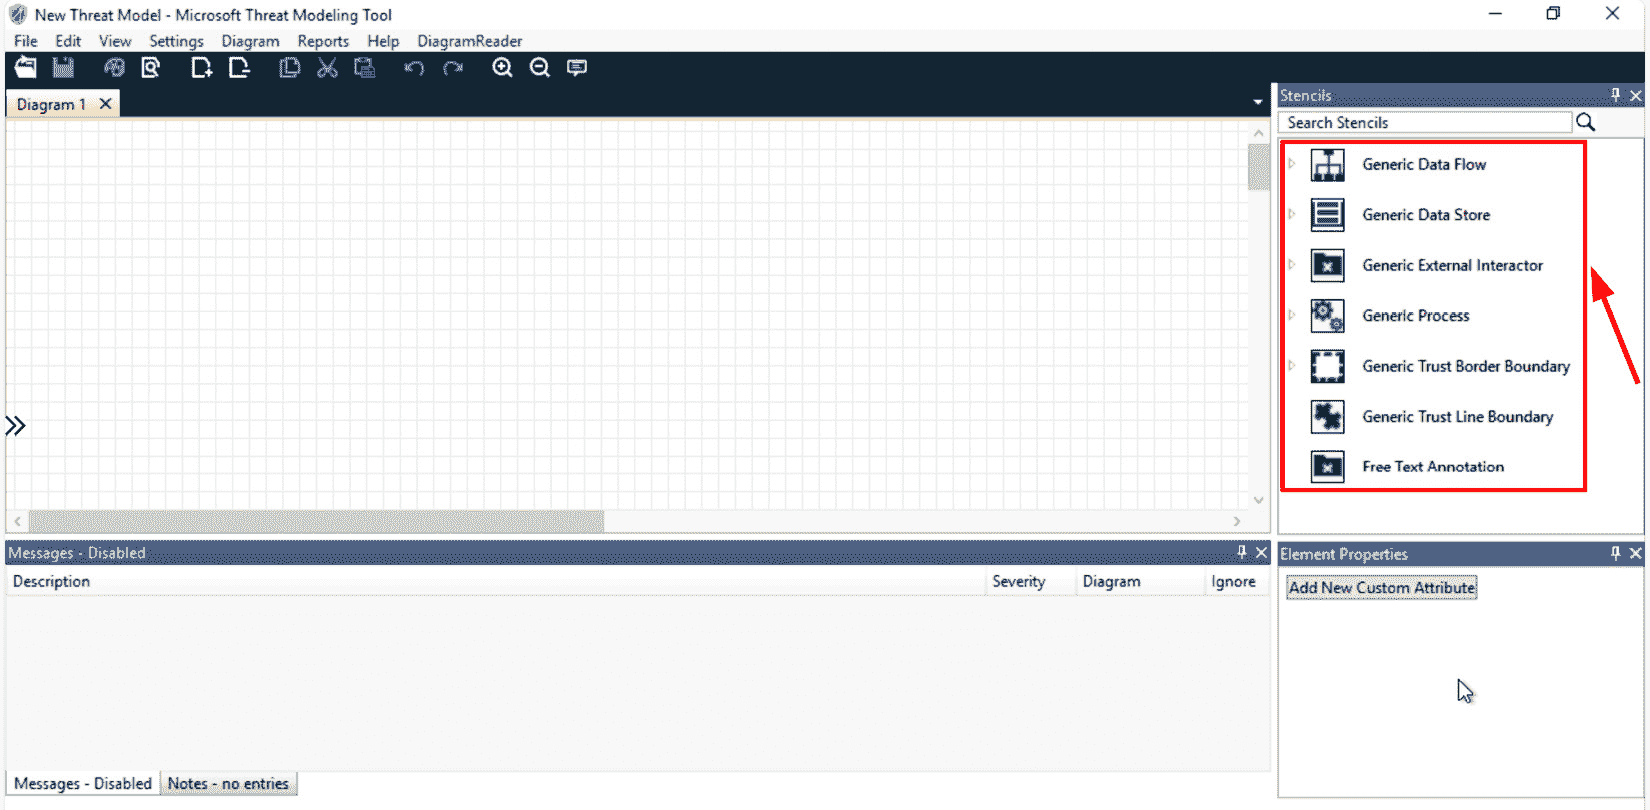 New Threat Model - Microsoft Threat Modeling Tool
File Edit View Settings Diagram Reports Help DiagramReader
Diagram 1
Stencils
Search Stencils
Generic Data Flow
Generic Data Store
Generic External Interactor
Generic Process
Generic Trust Border Boundary
Generic Trust Line Boundary
Free Text Annotation
Messages - Disabled
Description Severity Diagram Ignore
Messages - Disabled Notes - no entries
Element Properties
Add New Custom Attribute